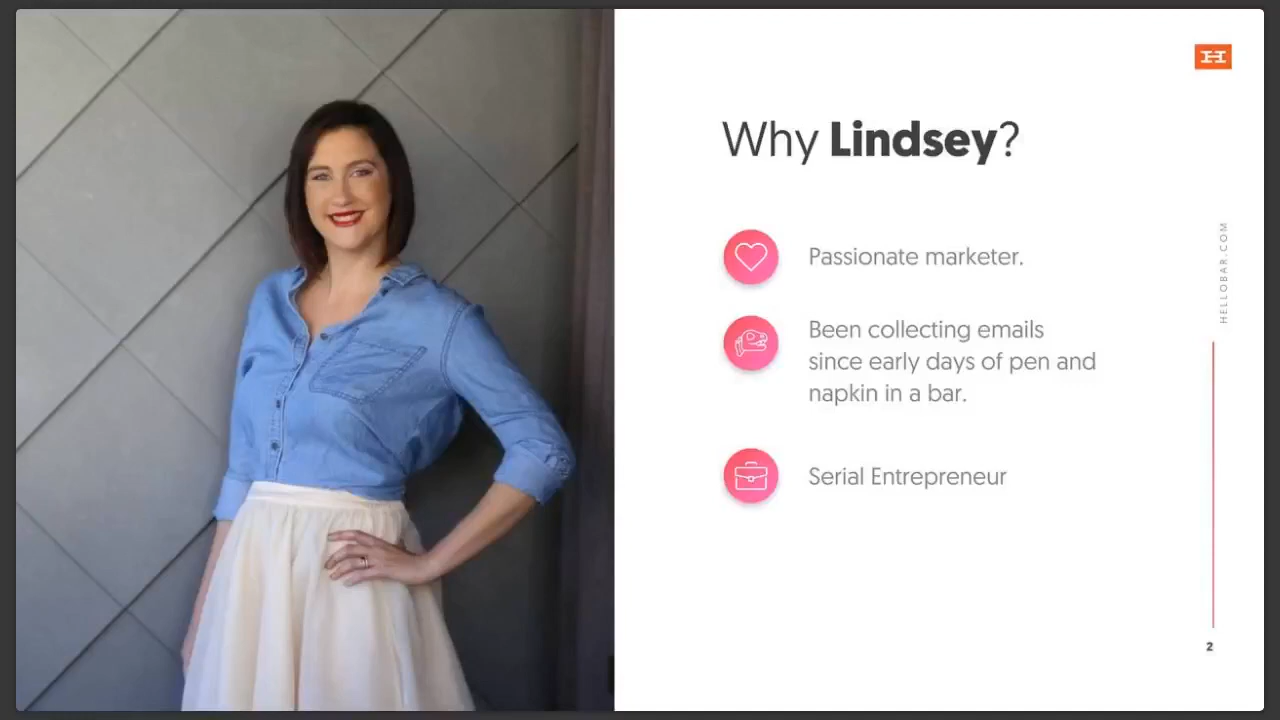 Why Lindsey?
Passionate marketer.
Been collecting emails
since early days of pen and
napkin in a bar.
Serial Entrepreneur
HELLOBAR.COM
2